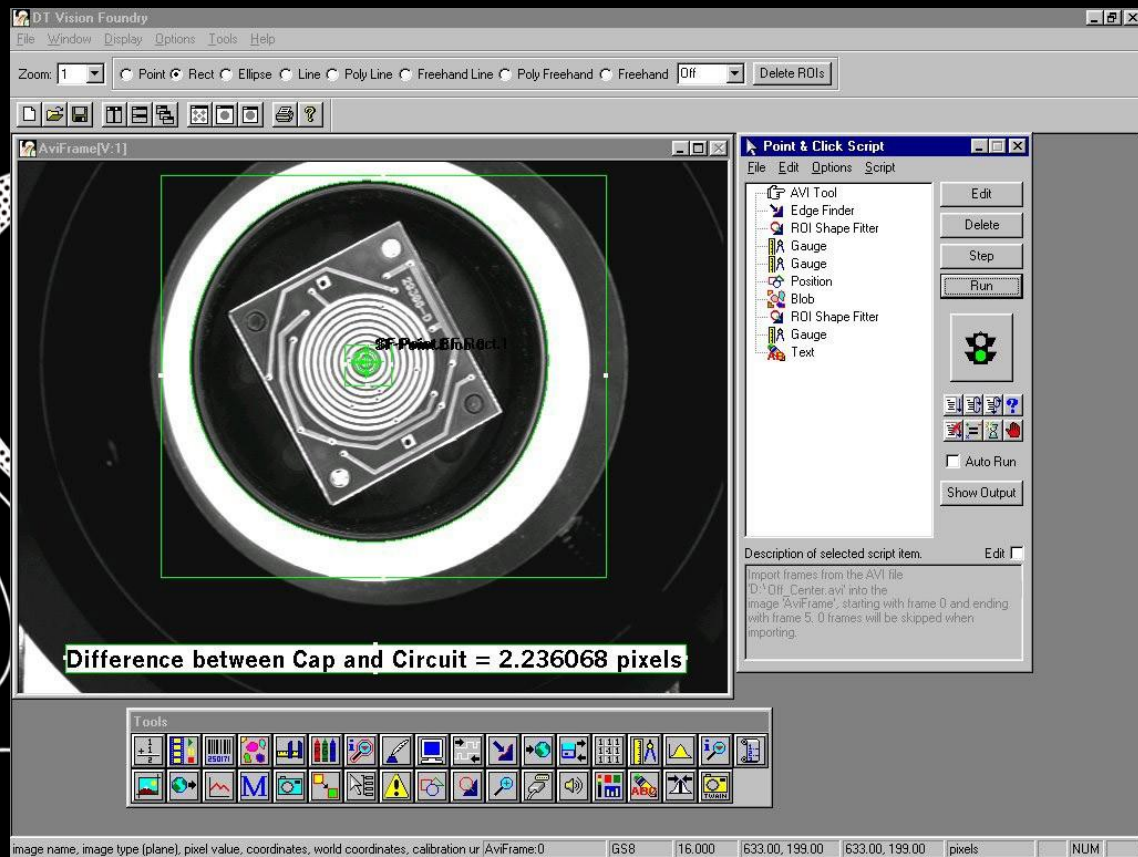 DT Vision Foundry
File Window Display Options Tools Help
Zoom: 1 Point Rect Ellipse Line Poly Line Freehand Line Poly Freehand Freehand Off Delete ROIs
AviFrame[V:1]
Point & Click Script
File Edit Options Script
AVI Tool
Edge Finder
ROI Shape Fitter
Gauge
Gauge
Position
Blob
ROI Shape Fitter
Gauge
Text
Edit
Delete
Step
Run
Auto Run
Show Output
Description of selected script item. Edit
Import frames from the AVI file
'D:\Off_Center.avi' into the
image 'AviFrame', starting with frame 0 and ending
with frame 5. 0 frames will be skipped when
importing.
Difference between Cap and Circuit = 2.236068 pixels
Tools
image name, image type (plane), pixel value, coordinates, world coordinates, calibration ur AviFrame:0 GS8 16.000 633.00, 199.00 633.00, 199.00 pixels NUM